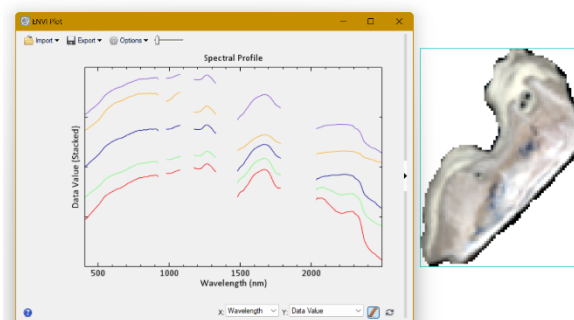 ENVI Plot
Import Export Options
Spectral Profile
Data Value (Stacked)
500 1000 1500 2000
Wavelength (nm)
X: Wavelength Y: Data Value